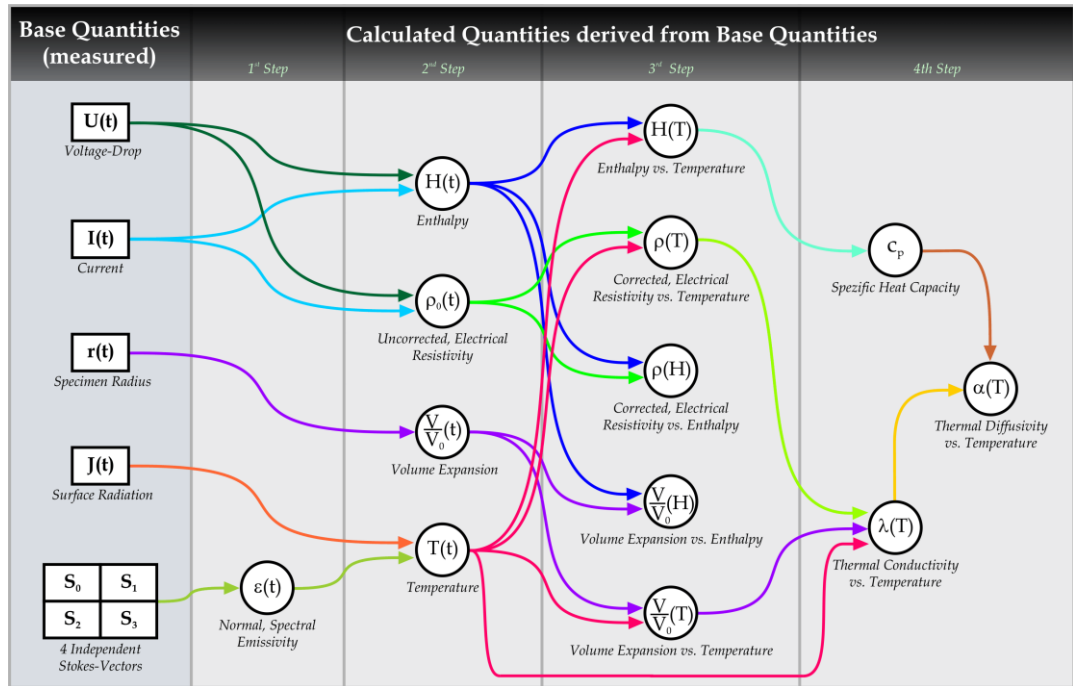 Base Quantities
(measured)
Calculated Quantities derived from Base Quantities
1st Step
2nd Step
3rd Step
4th Step
U(t)
Voltage-Drop
I(t)
Current
r(t)
Specimen Radius
J(t)
Surface Radiation
S0 S1
S2 S3
4 Independent
Stokes-Vectors
ε(t)
Normal, Spectral
Emissivity
H(t)
Enthalpy
ρ0(t)
Uncorrected, Electrical
Resistivity
V/V0(t)
Volume Expansion
T(t)
Temperature
H(T)
Enthalpy vs. Temperature
ρ(T)
Corrected, Electrical
Resistivity vs. Temperature
ρ(H)
Corrected, Electrical
Resistivity vs. Enthalpy
V/V0(H)
Volume Expansion vs. Enthalpy
V/V0(T)
Volume Expansion vs. Temperature
cp
Spezific Heat Capacity
α(T)
Thermal Diffusivity
vs. Temperature
λ(T)
Thermal Conductivity
vs. Temperature